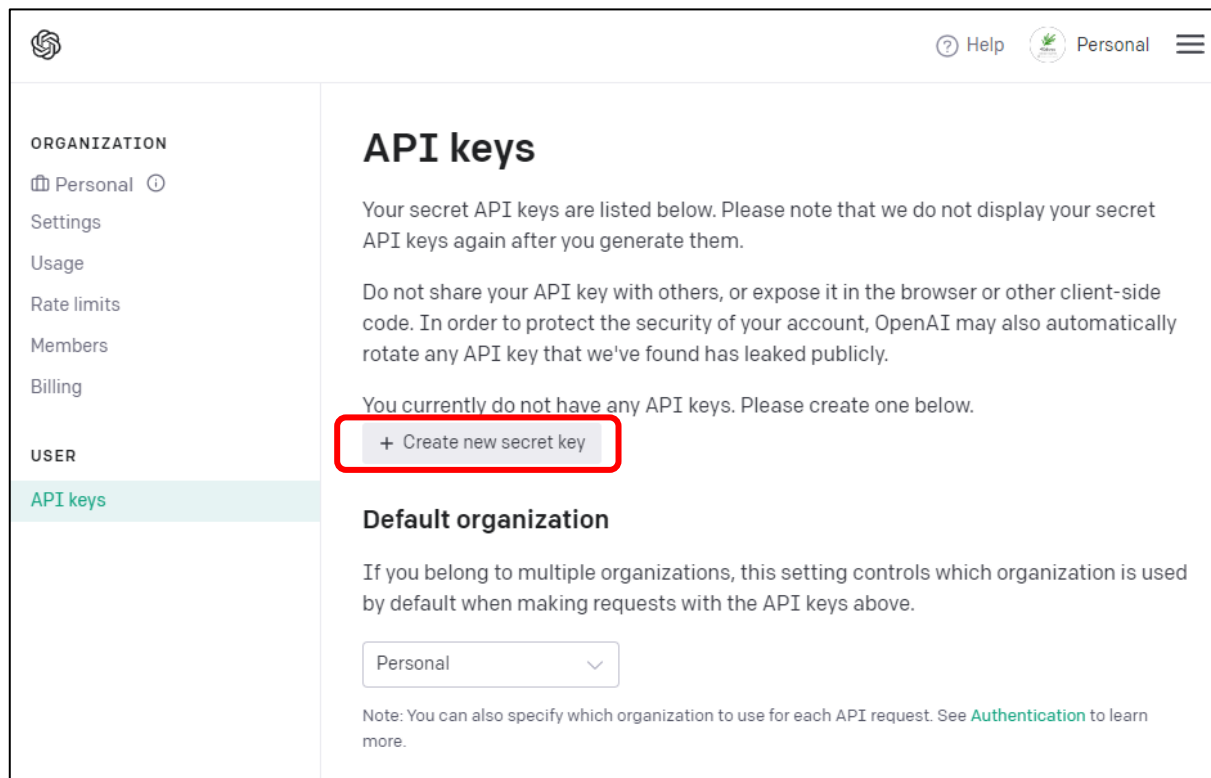 Help
Personal
ORGANIZATION
Personal
Settings
Usage
Rate limits
Members
Billing
USER
API keys
API keys
Your secret API keys are listed below. Please note that we do not display your secret
API keys again after you generate them.
Do not share your API key with others, or expose it in the browser or other client-side
code. In order to protect the security of your account, OpenAI may also automatically
rotate any API key that we've found has leaked publicly.
You currently do not have any API keys. Please create one below.
+ Create new secret key
Default organization
If you belong to multiple organizations, this setting controls which organization is used
by default when making requests with the API keys above.
Personal
Note: You can also specify which organization to use for each API request. See Authentication to learn
more.